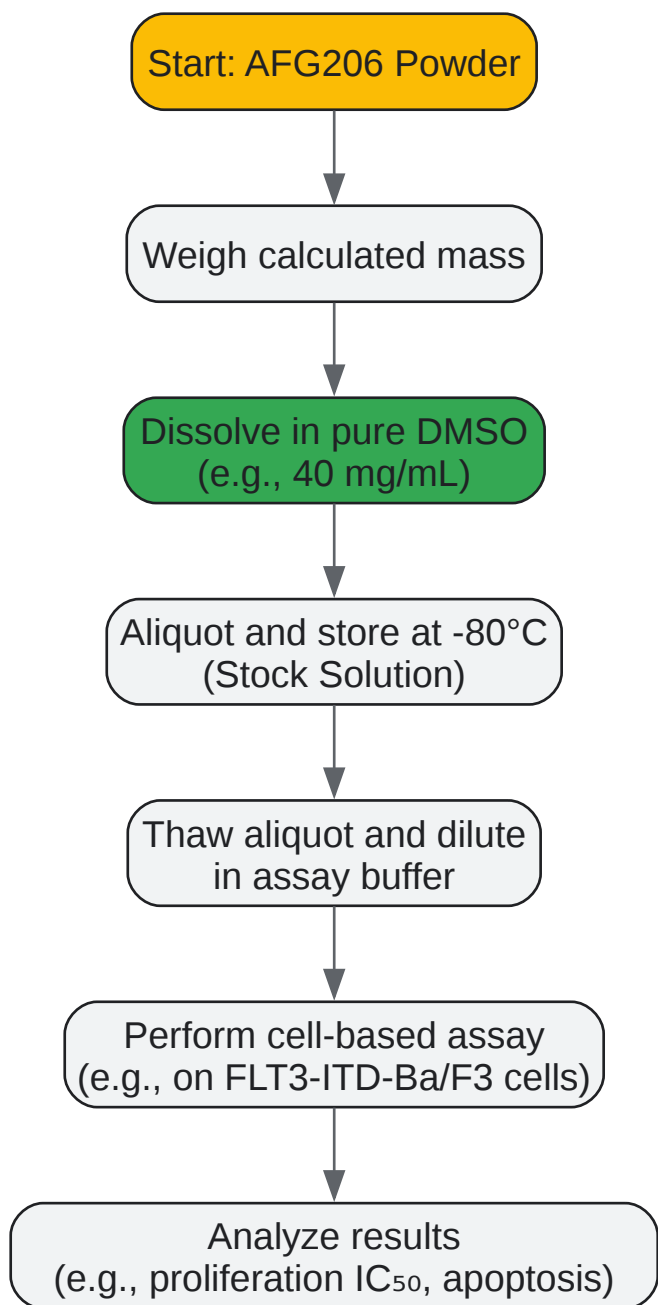 Start: AFG206 Powder
Weigh calculated mass
Dissolve in pure DMSO
(e.g., 40 mg/mL)
Aliquot and store at -80°C
(Stock Solution)
Thaw aliquot and dilute
in assay buffer
Perform cell-based assay
(e.g., on FLT3-ITD-Ba/F3 cells)
Analyze results
(e.g., proliferation IC₅₀, apoptosis)